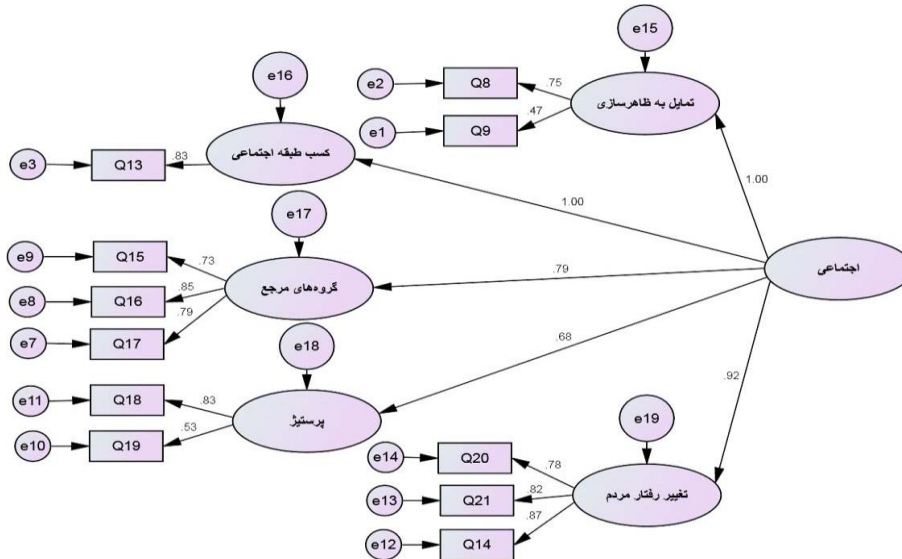 e15
e16
e2
Q8
.75
تمایل به ظاهرسازی
e1
Q9
.47
e3
Q13
.83
کسب طبقه اجتماعی
1.00
1.00
e17
e9
Q15
.73
e8
Q16
.85
گروه‌های مرجع
.79
اجتماعی
e7
Q17
.79
e18
.68
e11
Q18
.83
پرستیژ
.92
e10
Q19
.53
e19
e14
Q20
.78
e13
Q21
.82
تغییر رفتار مردم
e12
Q14
.87